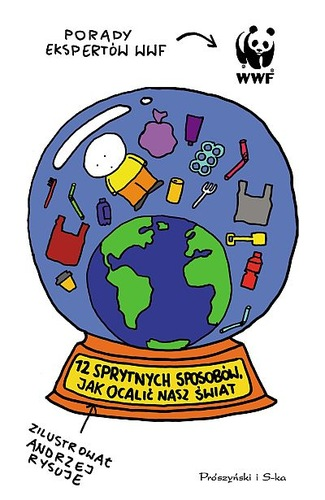 PORADY
EKSPERTÓW WWF
WWF
12 SPRYTNYCH SPOSOBÓW,
JAK OCALIĆ NASZ ŚWIAT
ZILUSTROWAŁ
ANDRZEJ
RYSUJE
Prószyński i S-ka